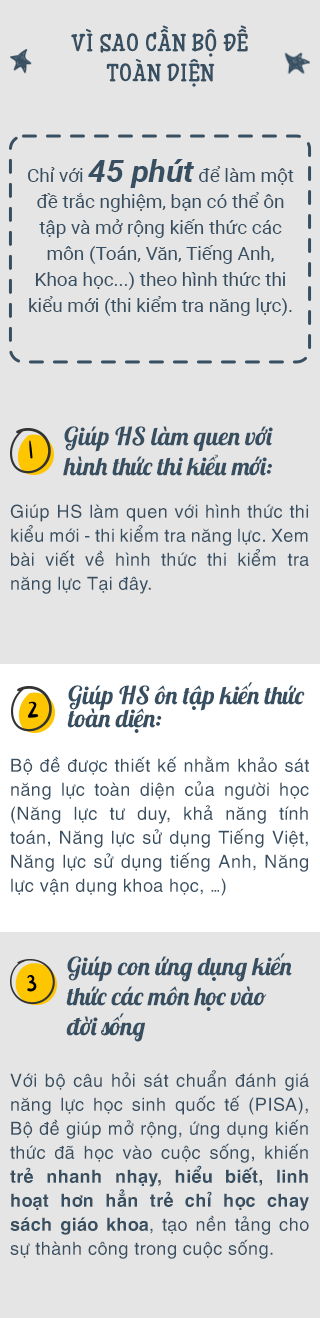 VÌ SAO CẦN BỘ ĐỀ
TOÀN DIỆN
Chỉ với 45 phút để làm một
đề trắc nghiệm, bạn có thể ôn
tập và mở rộng kiến thức các
môn (Toán, Văn, Tiếng Anh,
Khoa học...) theo hình thức thi
kiểu mới (thi kiểm tra năng lực).
1
Giúp HS làm quen với
hình thức thi kiểu mới:
Giúp HS làm quen với hình thức thi
kiểu mới - thi kiểm tra năng lực. Xem
bài viết về hình thức thi kiểm tra
năng lực Tại đây.
2
Giúp HS ôn tập kiến thức
toàn diện:
Bộ đề được thiết kế nhằm khảo sát
năng lực toàn diện của người học
(Năng lực tư duy, khả năng tính
toán, Năng lực sử dụng Tiếng Việt,
Năng lực sử dụng tiếng Anh, Năng
lực vận dụng khoa học, ...)
3
Giúp con ứng dụng kiến
thức các môn học vào
đời sống
Với bộ câu hỏi sát chuẩn đánh giá
năng lực học sinh quốc tế (PISA),
Bộ đề giúp mở rộng, ứng dụng kiến
thức đã học vào cuộc sống, khiến
trẻ nhanh nhạy, hiểu biết, linh
hoạt hơn hẳn trẻ chỉ học chay
sách giáo khoa, tạo nền tảng cho
sự thành công trong cuộc sống.